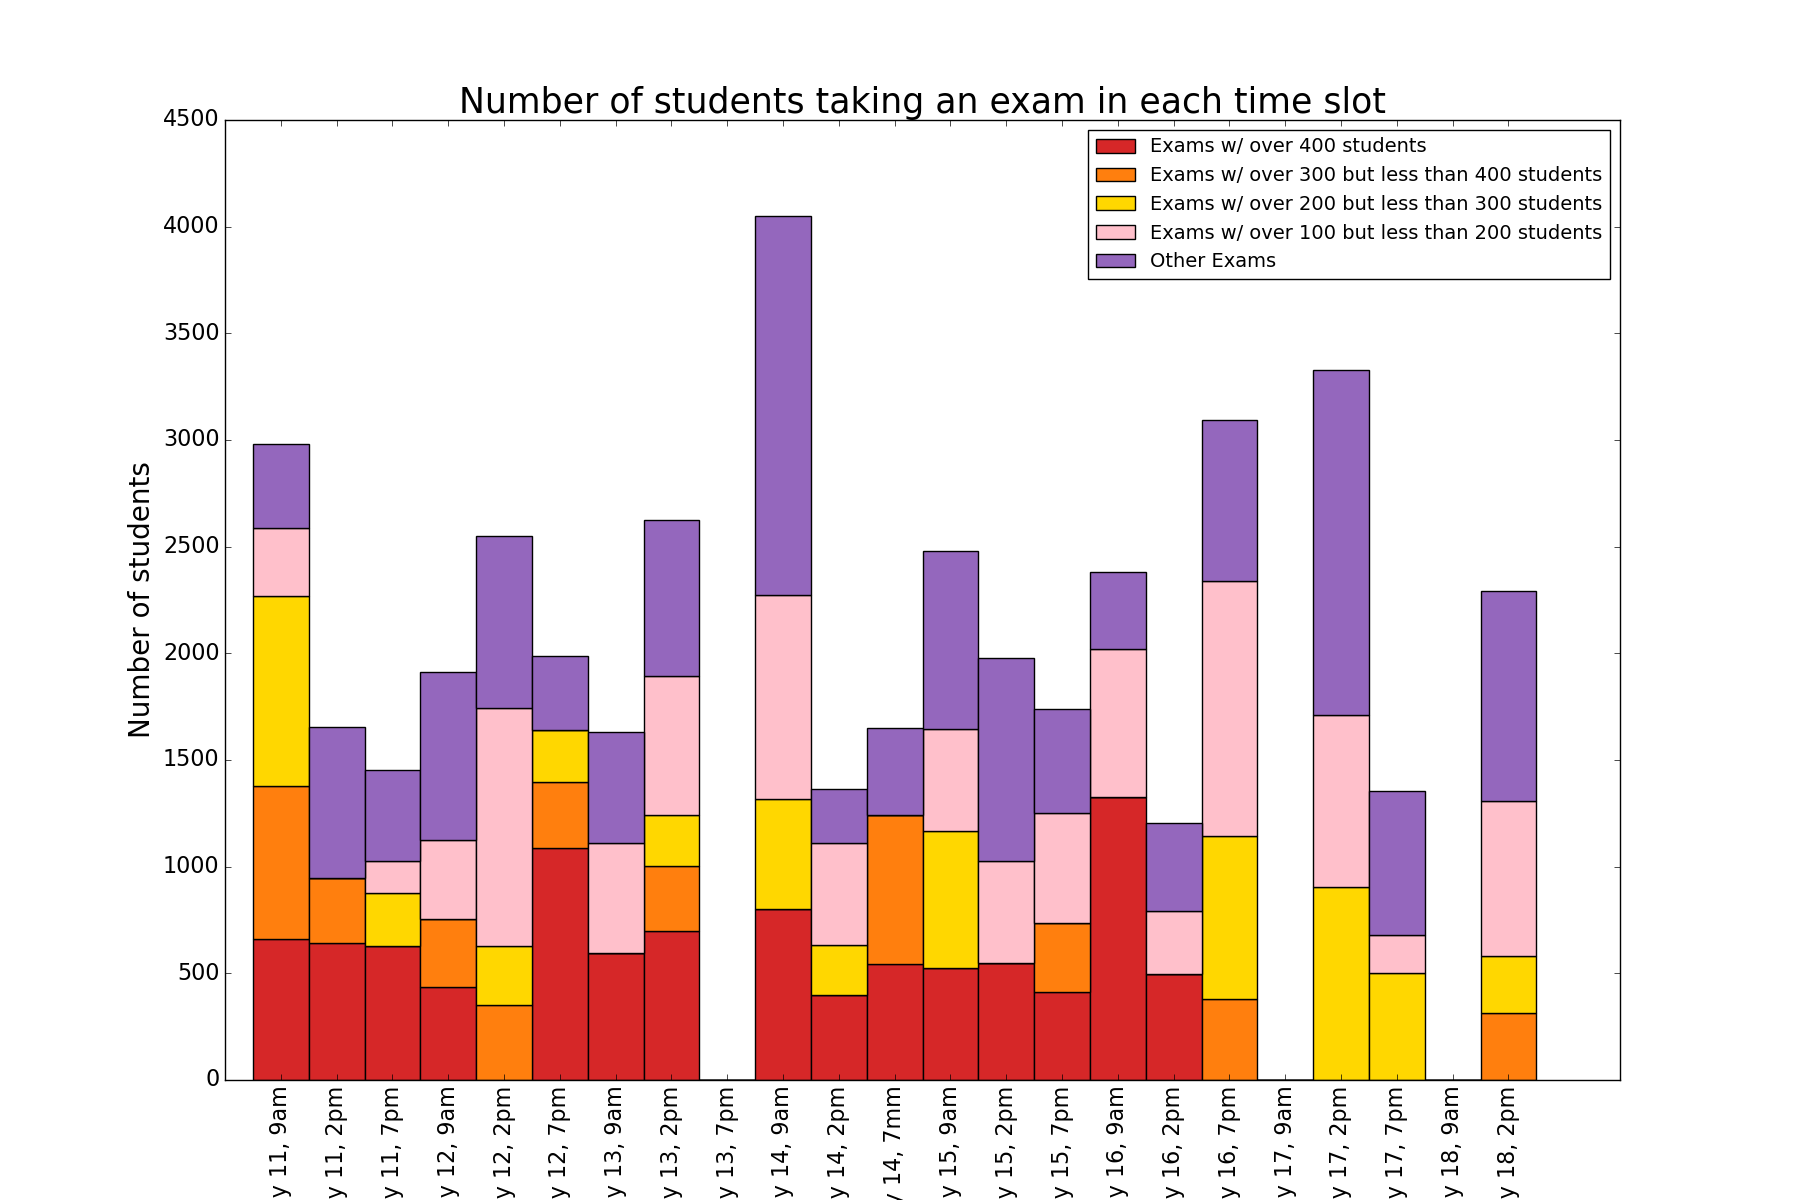 Number of students taking an exam in each time slot
4500
4000
3500
3000
2500
2000
1500
1000
500
0
Number of students
Exams w/ over 400 students
Exams w/ over 300 but less than 400 students
Exams w/ over 200 but less than 300 students
Exams w/ over 100 but less than 200 students
Other Exams
y 11, 9am
y 11, 2pm
y 11, 7pm
y 12, 9am
y 12, 2pm
y 12, 7pm
y 13, 9am
y 13, 2pm
y 13, 7pm
y 14, 9am
y 14, 2pm
y 14, 7mm
y 15, 9am
y 15, 2pm
y 15, 7pm
y 16, 9am
y 16, 2pm
y 16, 7pm
y 17, 9am
y 17, 2pm
y 17, 7pm
y 18, 9am
y 18, 2pm